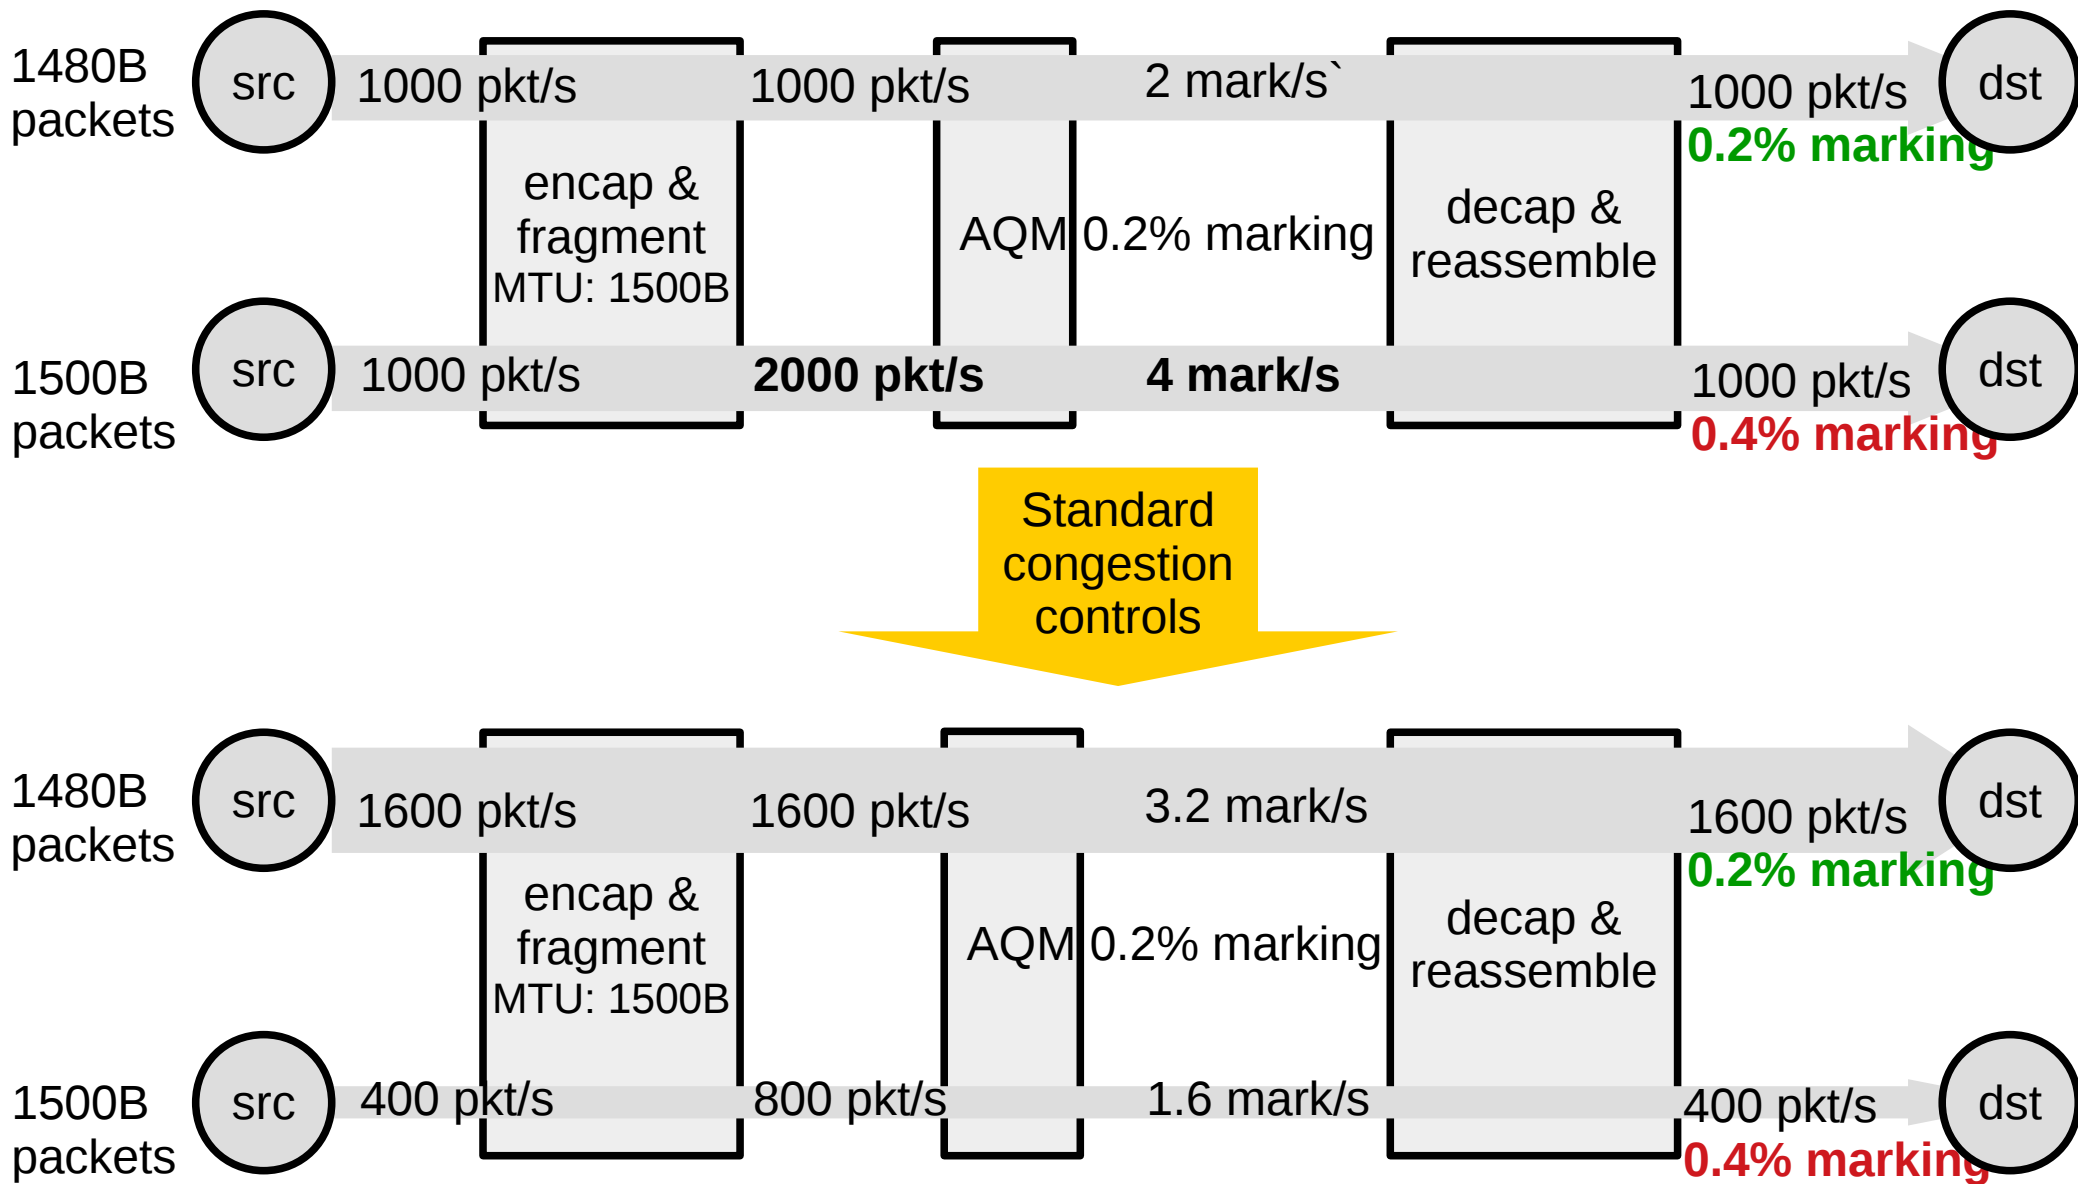 1480B
packets
src
1000 pkt/s
1000 pkt/s
2 mark/s`
1000 pkt/s
0.2% marking
dst
encap &
fragment
MTU: 1500B
AQM
0.2% marking
decap &
reassemble
1500B
packets
src
1000 pkt/s
2000 pkt/s
4 mark/s
1000 pkt/s
0.4% marking
dst
Standard
congestion
controls
1480B
packets
src
1600 pkt/s
1600 pkt/s
3.2 mark/s
1600 pkt/s
0.2% marking
dst
encap &
fragment
MTU: 1500B
AQM
0.2% marking
decap &
reassemble
1500B
packets
src
400 pkt/s
800 pkt/s
1.6 mark/s
400 pkt/s
0.4% marking
dst